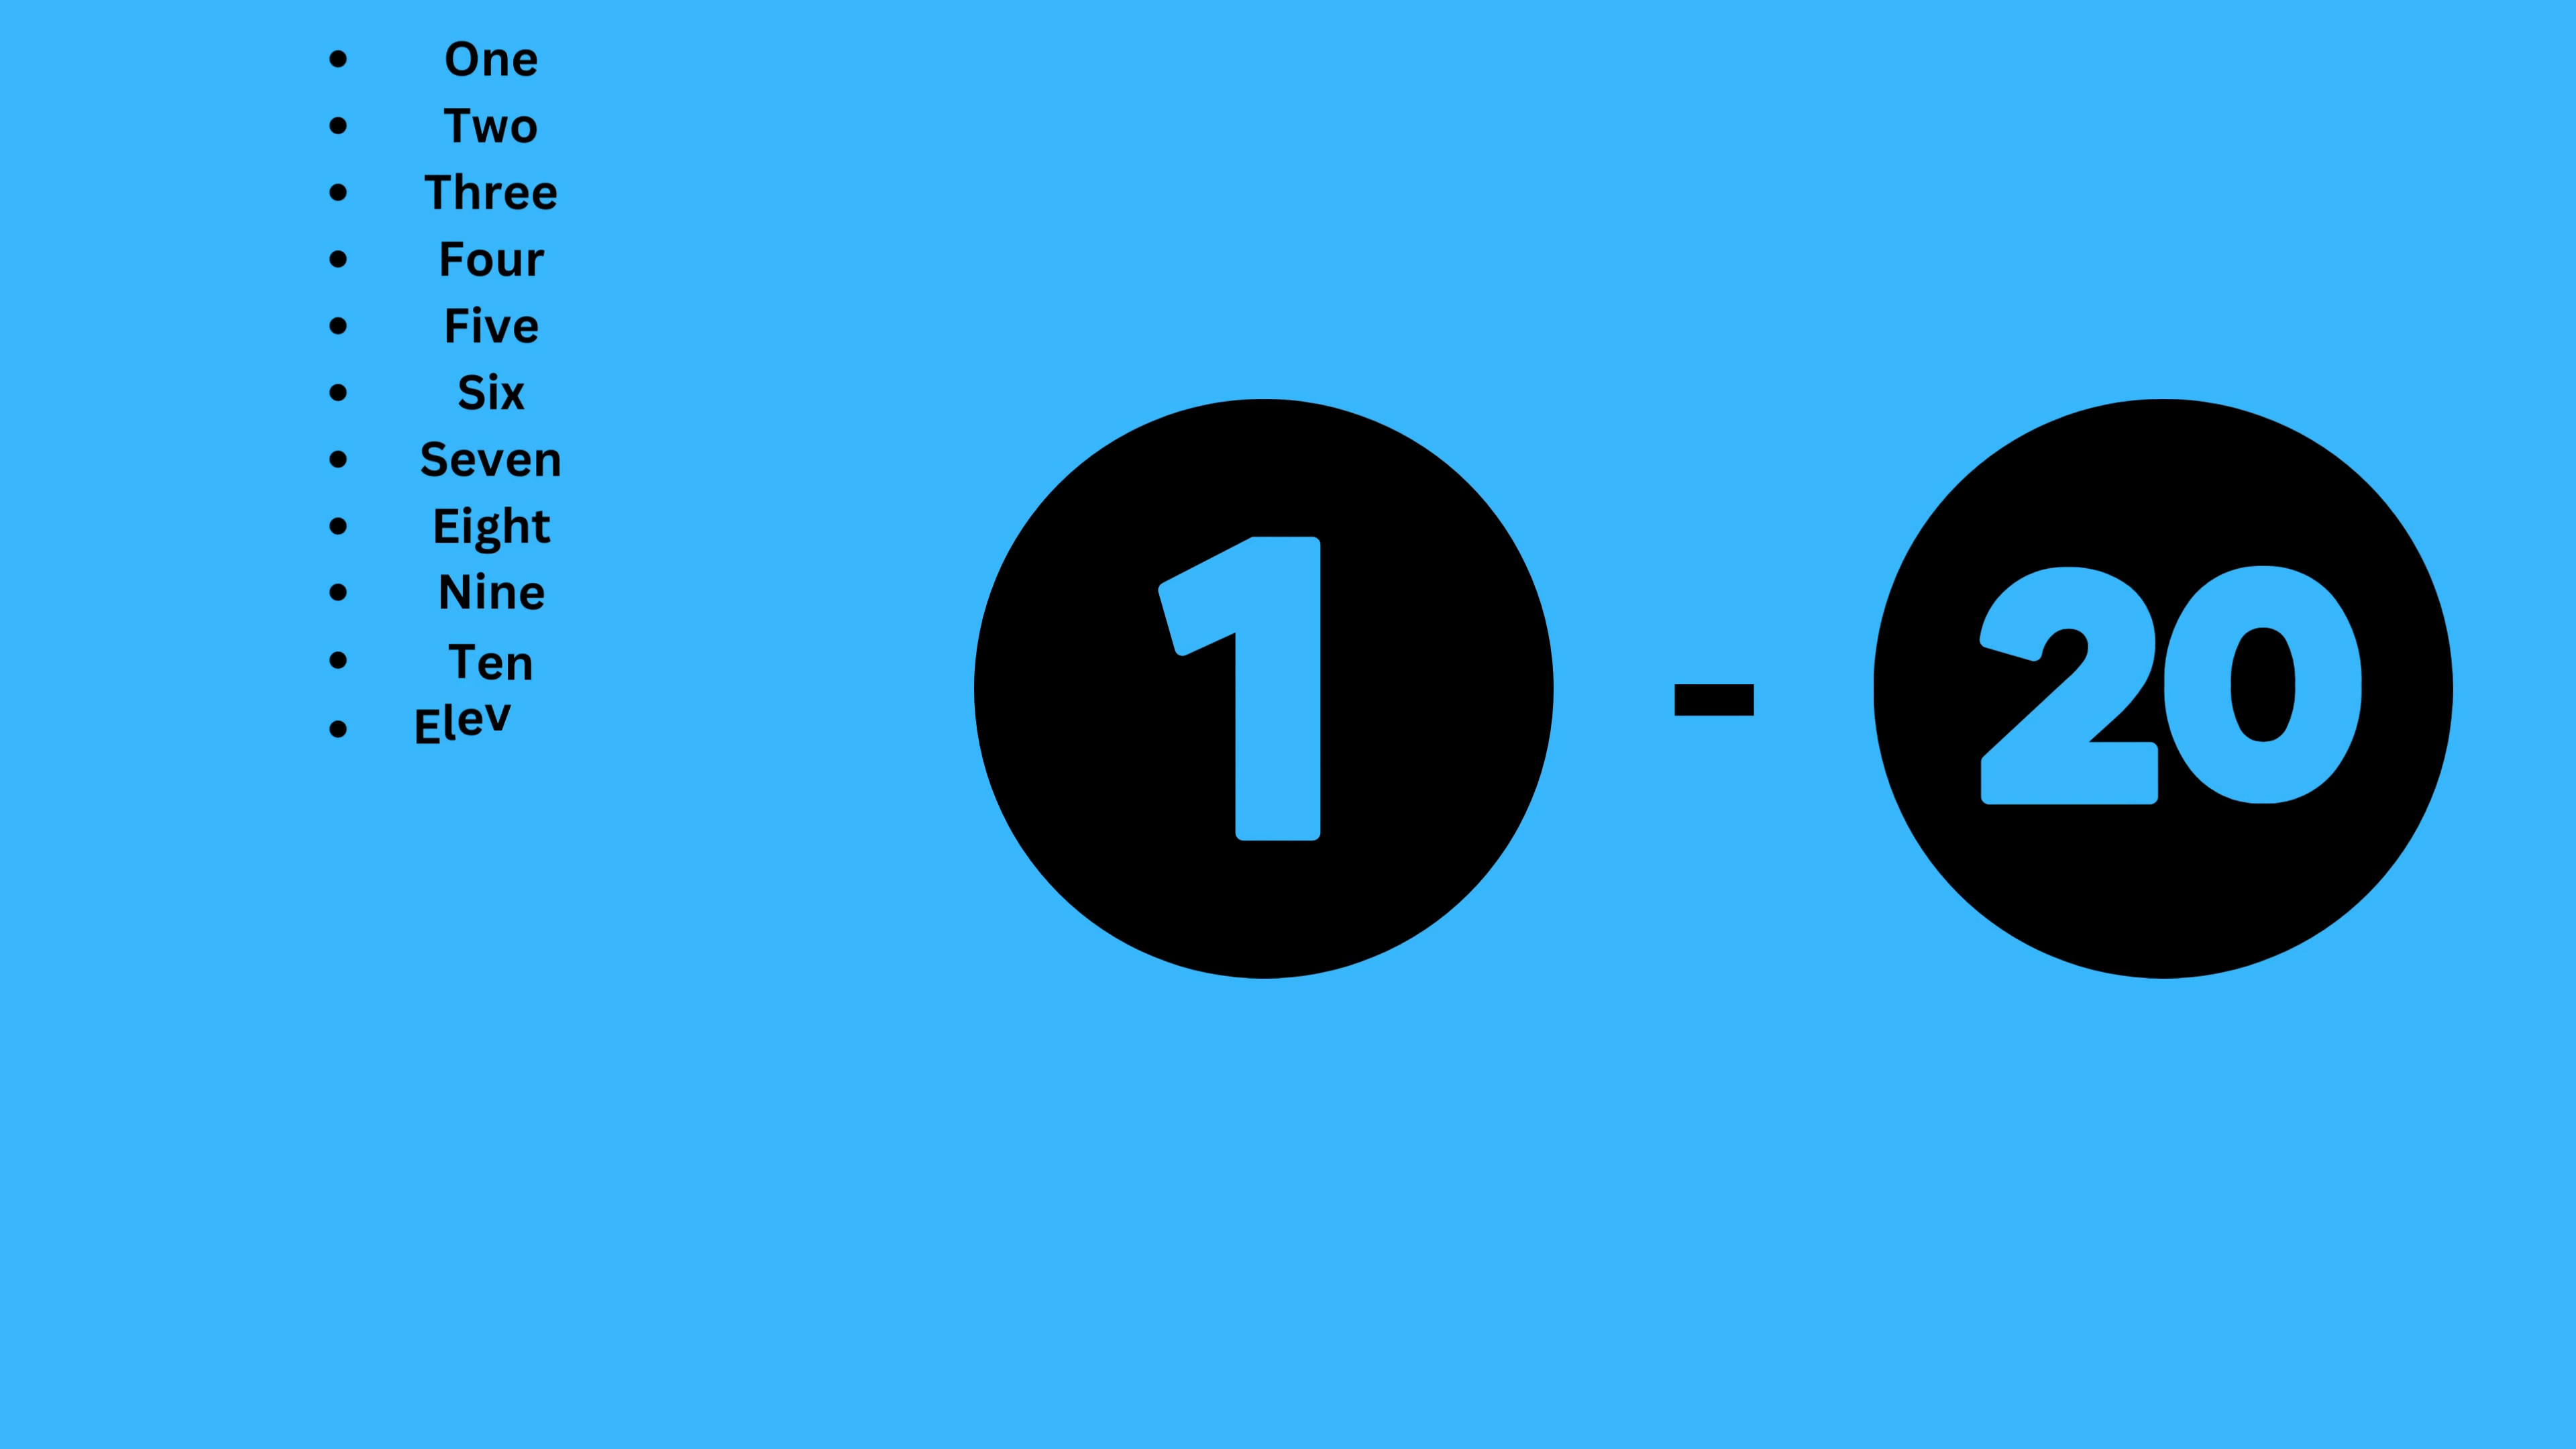 • One
• Two
• Three
• Four
• Five
• Six
• Seven
• Eight
• Nine
• Ten
• Elev
1 - 20